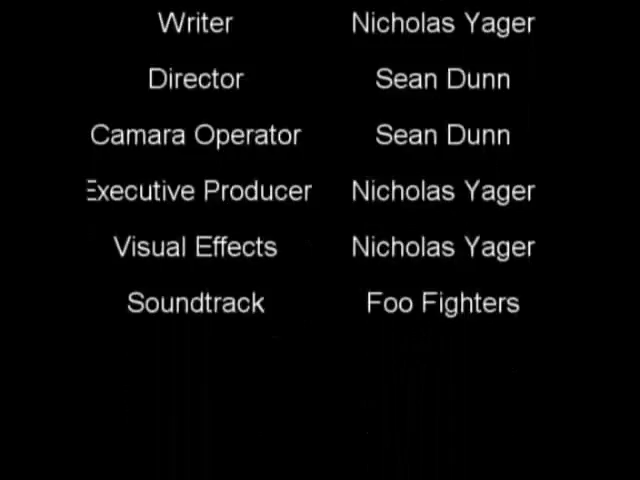 Writer Nicholas Yager
Director Sean Dunn
Camara Operator Sean Dunn
Executive Producer Nicholas Yager
Visual Effects Nicholas Yager
Soundtrack Foo Fighters